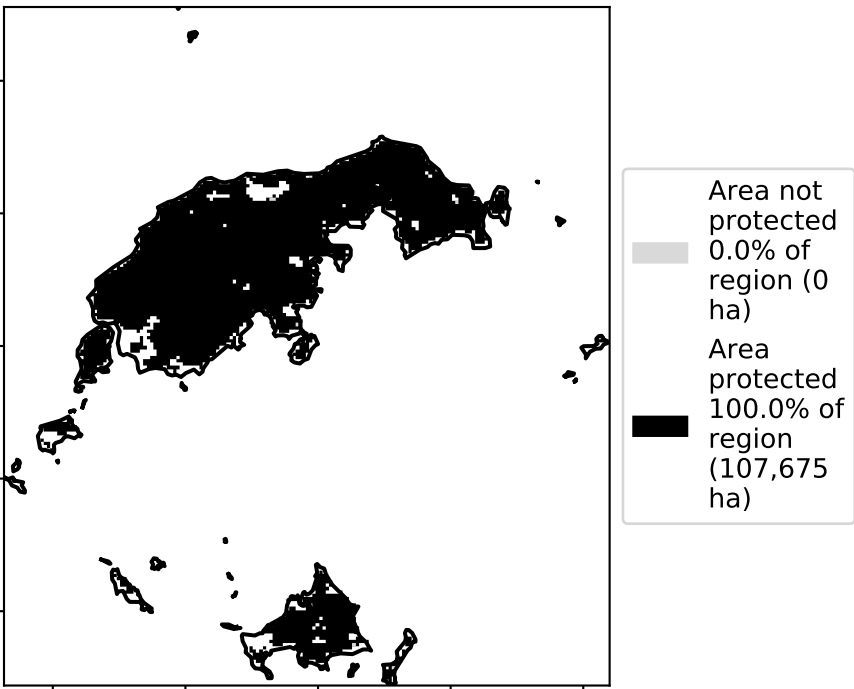 Area not
protected
0.0% of
region (0
ha)
Area
protected
100.0% of
region
(107,675
ha)